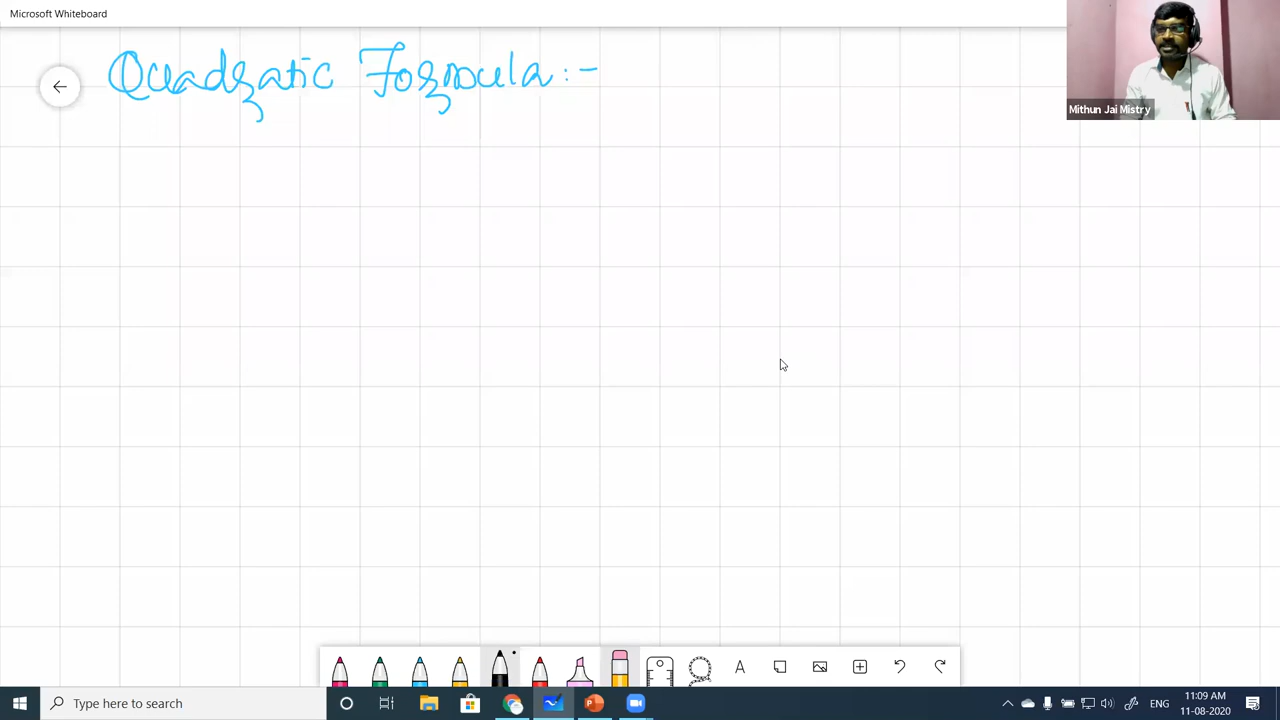 Microsoft Whiteboard
Quadratic Formula:-
Mithun Jai Mistry
A
Type here to search
ENG
11:09 AM
11-08-2020